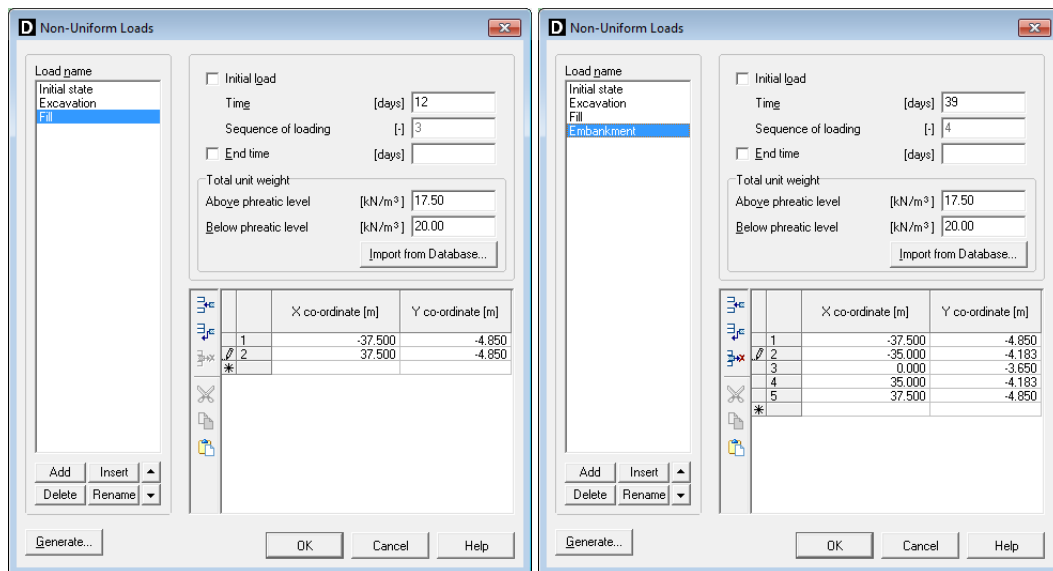 D Non-Uniform Loads
Load name
Initial state
Excavation
Fill
Add Insert
Delete Rename
Initial load
Time [days] 12
Sequence of loading [-] 3
End time [days]
Total unit weight
Above phreatic level [kN/m³] 17.50
Below phreatic level [kN/m³] 20.00
Import from Database...
X co-ordinate [m] Y co-ordinate [m]
1 -37.500 -4.850
2 37.500 -4.850
*
Generate... OK Cancel Help
D Non-Uniform Loads
Load name
Initial state
Excavation
Fill
Embankment
Add Insert
Delete Rename
Initial load
Time [days] 39
Sequence of loading [-] 4
End time [days]
Total unit weight
Above phreatic level [kN/m³] 17.50
Below phreatic level [kN/m³] 20.00
Import from Database...
X co-ordinate [m] Y co-ordinate [m]
1 -37.500 -4.850
2 -35.000 -4.183
3 0.000 -3.650
4 35.000 -4.183
5 37.500 -4.850
*
Generate... OK Cancel Help